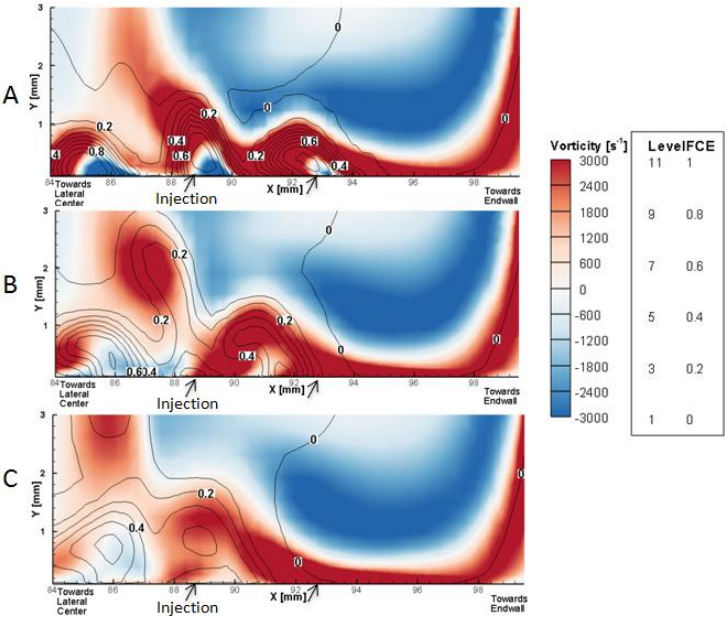 A
3
2
1
Y [mm]
0
0
0
0.2
0.2
0.4
0.6
0.8
4
0.2
0.6
0.4
84
86
88
90
92
94
96
98
X [mm]
Towards
Lateral
Center
Injection
Towards
Endwall
B
3
2
1
Y [mm]
0
0.2
0.2
0.2
0.4
0.6
0.4
0
0
84
86
88
90
92
94
96
98
X [mm]
Towards
Lateral
Center
Injection
Towards
Endwall
C
3
2
1
Y [mm]
0
0.2
0.4
0
0
84
86
88
90
92
94
96
98
X [mm]
Towards
Lateral
Center
Injection
Towards
Endwall
Vorticity [s-1]
3000
2400
1800
1200
600
0
-600
-1200
-1800
-2400
-3000
Level FCE
11 1
9 0.8
7 0.6
5 0.4
3 0.2
1 0